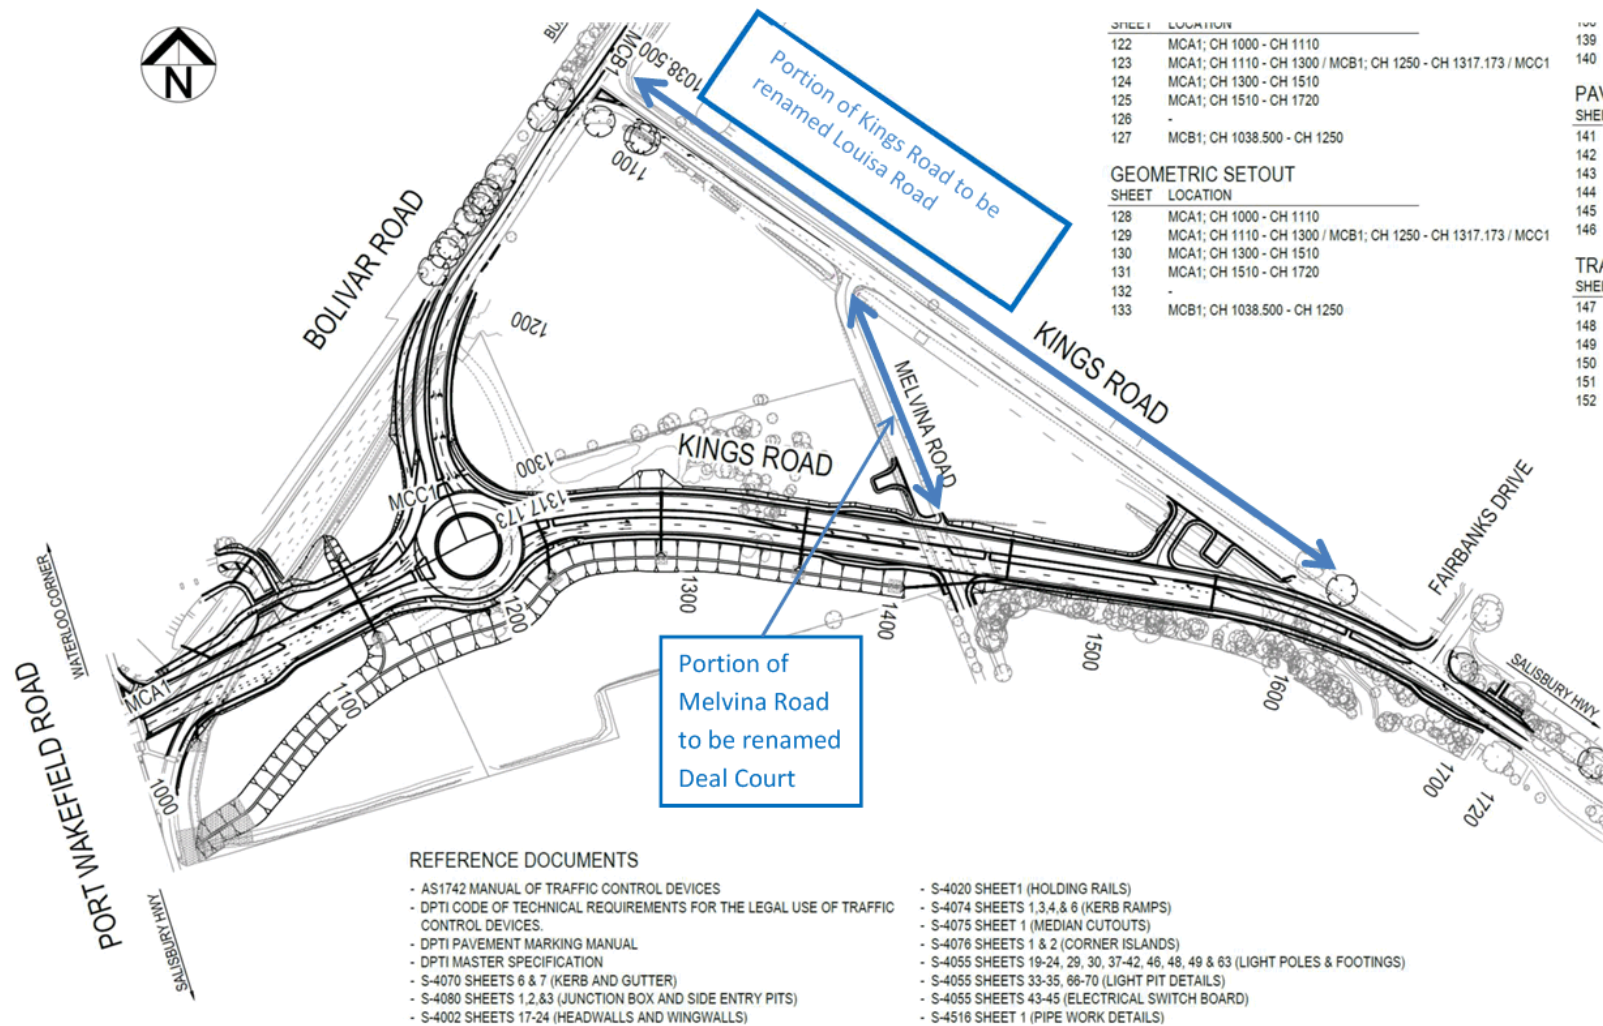 N
BOLIVAR ROAD
MCB1
1038.500
1100
1200
Portion of Kings Road to be
renamed Louisa Road
KINGS ROAD
MELVINA ROAD
KINGS ROAD
1300
1317.173
MCC1
FAIRBANKS DRIVE
SALISBURY HWY
WATERLOO CORNER
MCA1
PORT WAKEFIELD ROAD
SALISBURY HWY
1000
1100
1200
1300
1400
1500
1600
1700
1720
Portion of
Melvina Road
to be renamed
Deal Court
SHEET LOCATION
122 MCA1; CH 1000 - CH 1110
123 MCA1; CH 1110 - CH 1300 / MCB1; CH 1250 - CH 1317.173 / MCC1
124 MCA1; CH 1300 - CH 1510
125 MCA1; CH 1510 - CH 1720
126 -
127 MCB1; CH 1038.500 - CH 1250
GEOMETRIC SETOUT
SHEET LOCATION
128 MCA1; CH 1000 - CH 1110
129 MCA1; CH 1110 - CH 1300 / MCB1; CH 1250 - CH 1317.173 / MCC1
130 MCA1; CH 1300 - CH 1510
131 MCA1; CH 1510 - CH 1720
132 -
133 MCB1; CH 1038.500 - CH 1250
139
140
141
142
143
144
145
146
147
148
149
150
151
152
REFERENCE DOCUMENTS
- AS1742 MANUAL OF TRAFFIC CONTROL DEVICES
- DPTI CODE OF TECHNICAL REQUIREMENTS FOR THE LEGAL USE OF TRAFFIC
CONTROL DEVICES.
- DPTI PAVEMENT MARKING MANUAL
- DPTI MASTER SPECIFICATION
- S-4070 SHEETS 6 & 7 (KERB AND GUTTER)
- S-4080 SHEETS 1,2,&3 (JUNCTION BOX AND SIDE ENTRY PITS)
- S-4002 SHEETS 17-24 (HEADWALLS AND WINGWALLS)
- S-4020 SHEET1 (HOLDING RAILS)
- S-4074 SHEETS 1,3,4,& 6 (KERB RAMPS)
- S-4075 SHEET 1 (MEDIAN CUTOUTS)
- S-4076 SHEETS 1 & 2 (CORNER ISLANDS)
- S-4055 SHEETS 19-24, 29, 30, 37-42, 46, 48, 49 & 63 (LIGHT POLES & FOOTINGS)
- S-4055 SHEETS 33-35, 66-70 (LIGHT PIT DETAILS)
- S-4055 SHEETS 43-45 (ELECTRICAL SWITCH BOARD)
- S-4516 SHEET 1 (PIPE WORK DETAILS)